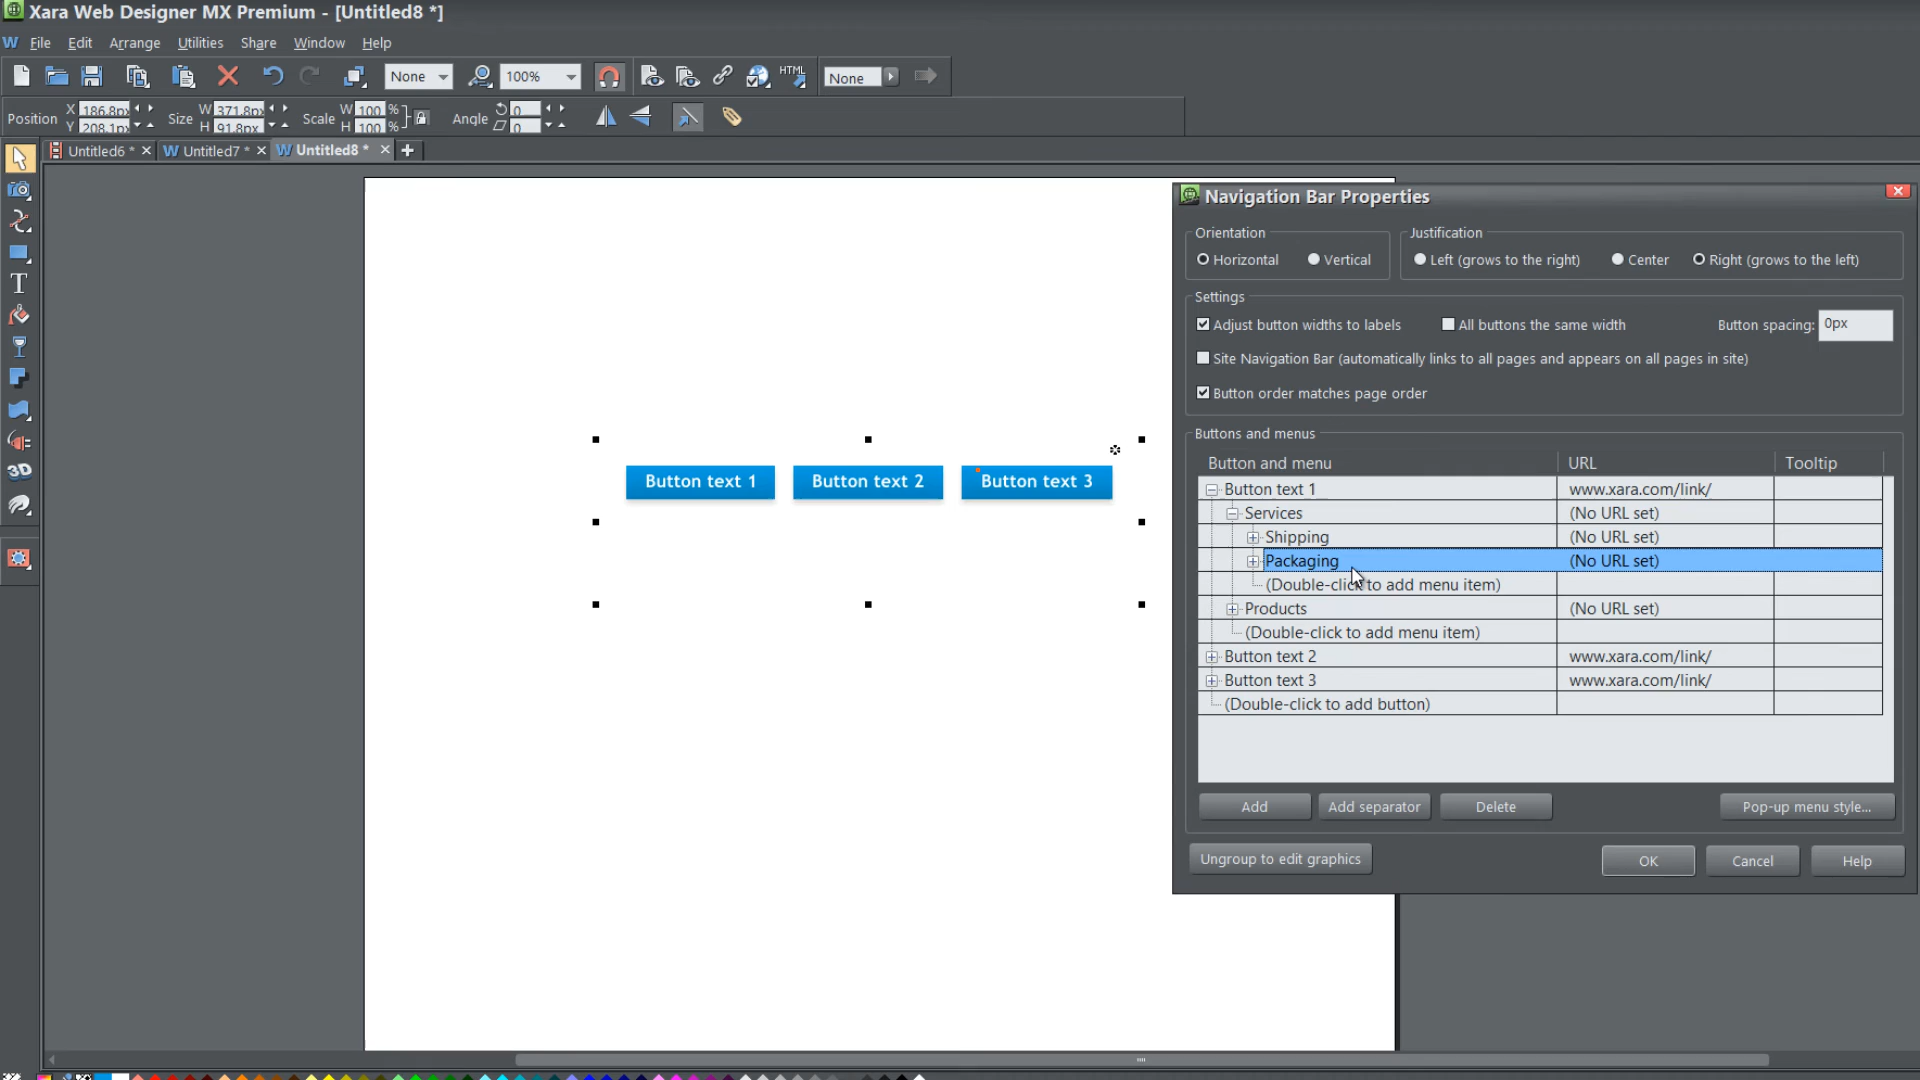 Xara Web Designer MX Premium - [Untitled8 *]
W File Edit Arrange Utilities Share Window Help
None 100% HTML None
Position X 186.8px Y 208.1px Size W 371.8px H 91.8px Scale W 100 % H 100 % Angle 0 0
Untitled6 * W Untitled7 * W Untitled8 *
T
3D
Button text 1 Button text 2 Button text 3
Navigation Bar Properties
Orientation Justification
Horizontal Vertical Left (grows to the right) Center Right (grows to the left)
Settings
Adjust button widths to labels All buttons the same width Button spacing: 0px
Site Navigation Bar (automatically links to all pages and appears on all pages in site)
Button order matches page order
Buttons and menus
Button and menu URL Tooltip
Button text 1 www.xara.com/link/
Services (No URL set)
Shipping (No URL set)
Packaging (No URL set)
(Double-click to add menu item)
Products (No URL set)
(Double-click to add menu item)
Button text 2 www.xara.com/link/
Button text 3 www.xara.com/link/
(Double-click to add button)
Add Add separator Delete Pop-up menu style...
Ungroup to edit graphics OK Cancel Help